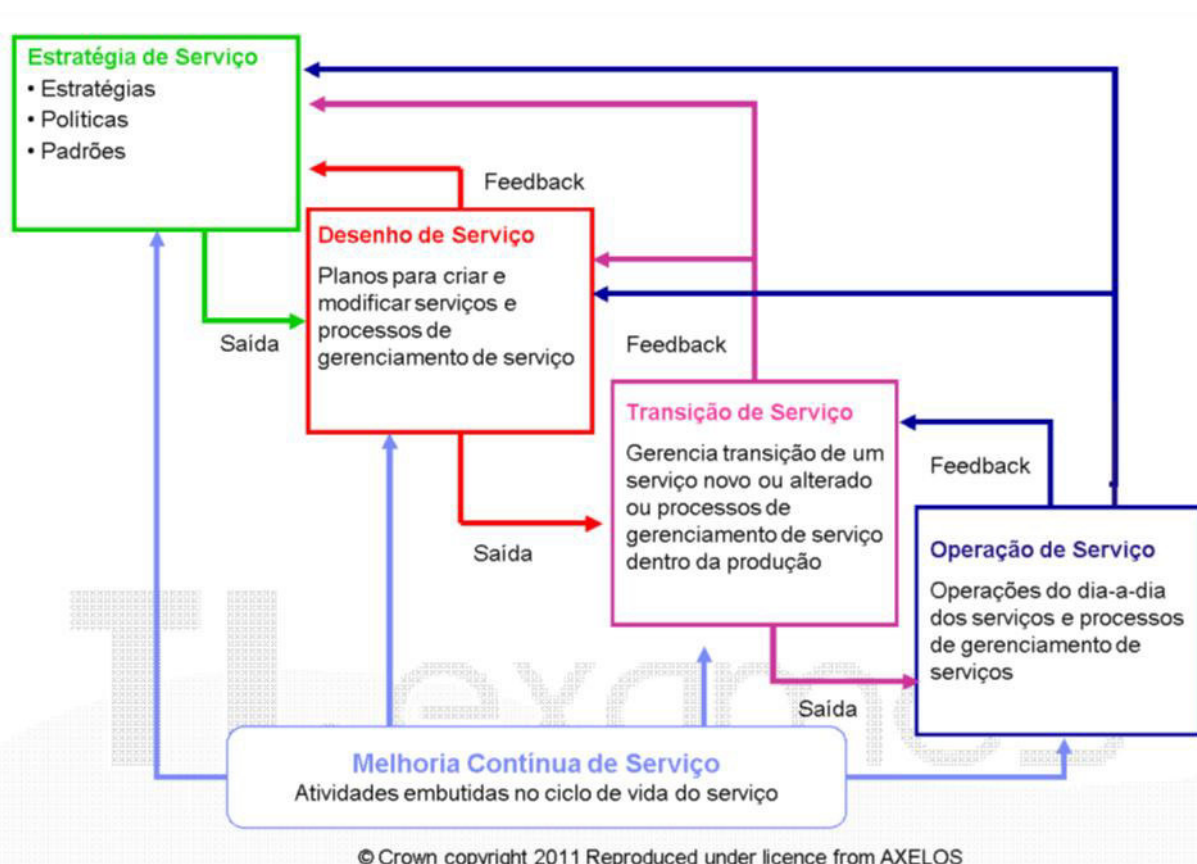 Estratégia de Serviço
• Estratégias
• Políticas
• Padrões
Feedback
Desenho de Serviço
Planos para criar e
modificar serviços e
processos de
gerenciamento de serviço
Saída
Feedback
Transição de Serviço
Gerencia transição de um
serviço novo ou alterado
ou processos de
gerenciamento de serviço
dentro da produção
Saída
Feedback
Operação de Serviço
Operações do dia-a-dia
dos serviços e processos
de gerenciamento de
serviços
Saída
Melhoria Contínua de Serviço
Atividades embutidas no ciclo de vida do serviço
TIexames
© Crown copyright 2011 Reproduced under licence from AXELOS